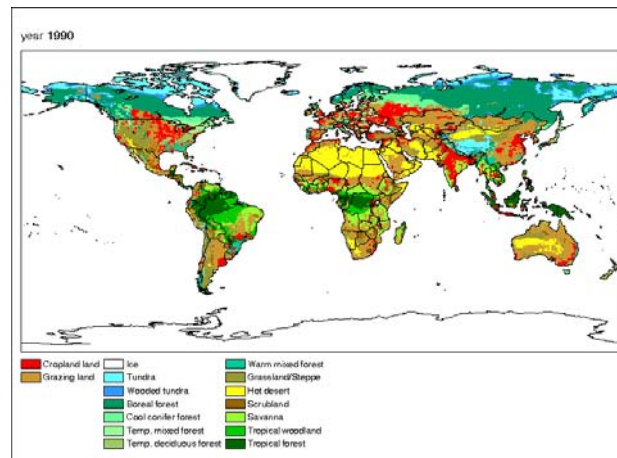 year 1990
Cropland land
Grazing land
Ice
Tundra
Wooded tundra
Boreal forest
Cool conifer forest
Temp. mixed forest
Temp. deciduous forest
Warm mixed forest
Grassland/Steppe
Hot desert
Scrubland
Savanna
Tropical woodland
Tropical forest